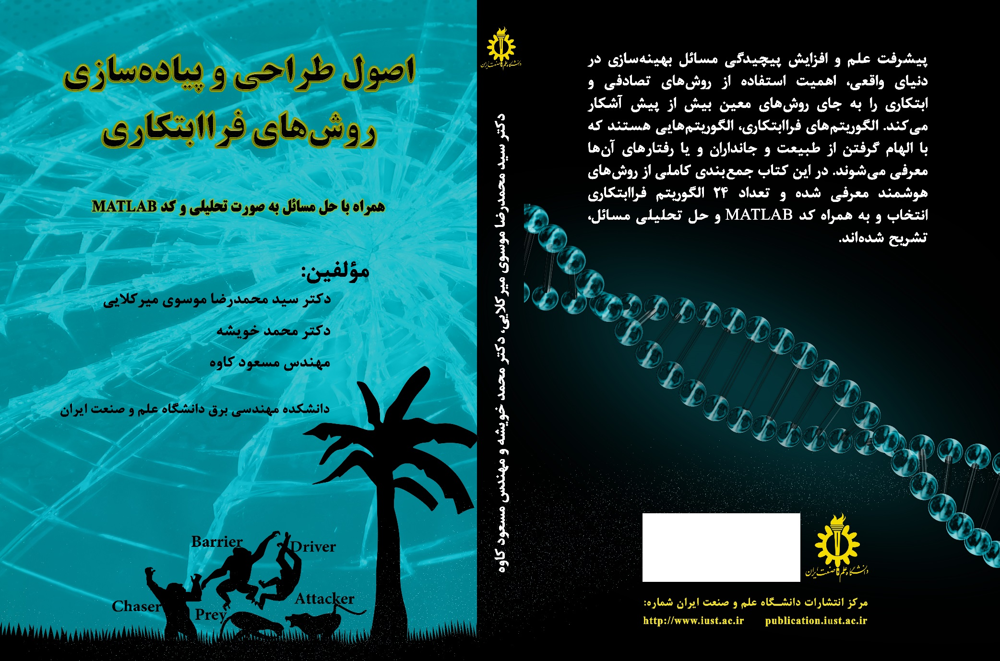 اصول طراحی و پیاده‌سازی
روش‌های فراابتکاری
همراه با حل مسائل به صورت تحلیلی و کد MATLAB
مؤلفین:
دکتر سید محمدرضا موسوی میرکلایی
دکتر محمد خویشه
مهندس مسعود کاوه
دانشکده مهندسی برق دانشگاه علم و صنعت ایران
Barrier
Driver
Chaser
Prey
Attacker
دانشگاه علم و صنعت ایران
دکتر سید محمدرضا موسوی میرکلایی، دکتر محمد خویشه و مهندس مسعود کاوه
پیشرفت علم و افزایش پیچیدگی مسائل بهینه‌سازی در
دنیای واقعی، اهمیت استفاده از روش‌های تصادفی و
ابتکاری را به جای روش‌های معین بیش از پیش آشکار
می‌کند. الگوریتم‌های فراابتکاری، الگوریتم‌هایی هستند که
با الهام گرفتن از طبیعت و جانداران و یا رفتارهای آن‌ها
معرفی می‌شوند. در این کتاب جمع‌بندی کاملی از روش‌های
هوشمند معرفی شده و تعداد ۲۴ الگوریتم فراابتکاری
انتخاب و به همراه کد MATLAB و حل تحلیلی مسائل،
تشریح شده‌اند.
دانشگاه علم و صنعت ایران
مرکز انتشارات دانشگاه علم و صنعت ایران شماره:
http://www.iust.ac.ir publication.iust.ac.ir